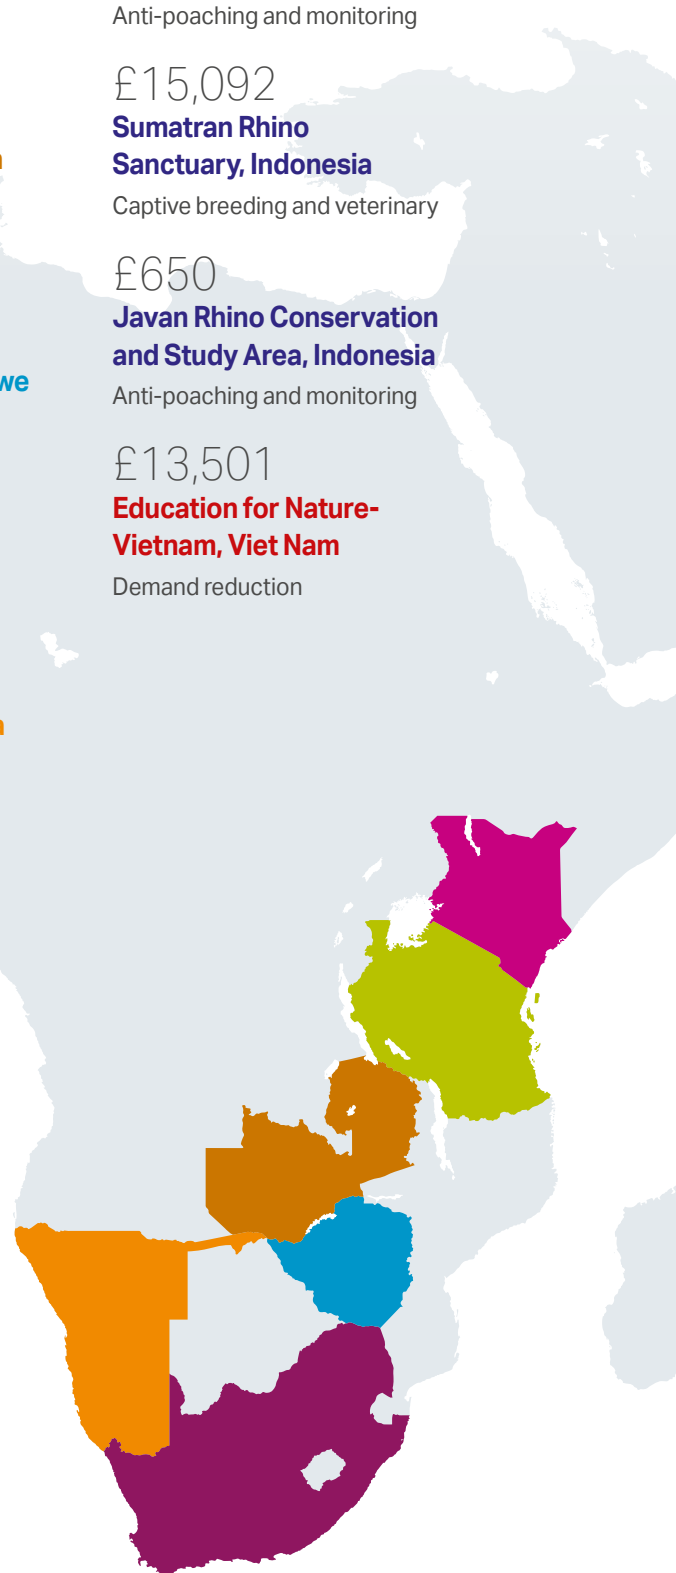 Anti-poaching and monitoring
£15,092
Sumatran Rhino
Sanctuary, Indonesia
Captive breeding and veterinary
£650
Javan Rhino Conservation
and Study Area, Indonesia
Anti-poaching and monitoring
£13,501
Education for Nature-
Vietnam, Viet Nam
Demand reduction